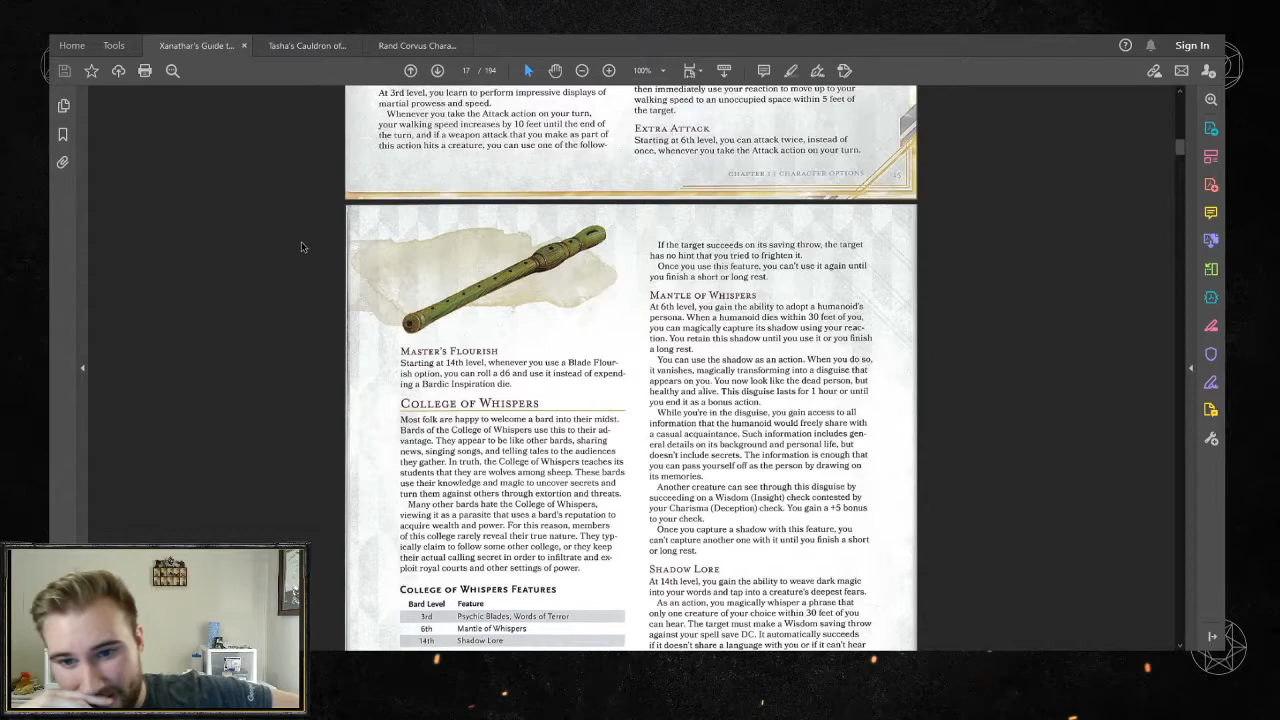 Home
Tools
Xanathar's Guide t...
Tasha's Cauldron of...
Rand Corvus Chara...
Sign In
17 / 194
100%
At 3rd level, you learn to perform impressive displays of
martial prowess and speed.
Whenever you take the Attack action on your turn,
your walking speed increases by 10 feet until the end of
the turn, and if a weapon attack that you make as part of
this action hits a creature, you can use one of the follow-
then immediately use your reaction to move up to your
walking speed to an unoccupied space within 5 feet of
the target.
Extra Attack
Starting at 6th level, you can attack twice, instead of
once, whenever you take the Attack action on your turn.
CHAPTER 1 | CHARACTER OPTIONS
15
Master's Flourish
Starting at 14th level, whenever you use a Blade Flour-
ish option, you can roll a d6 and use it instead of expend-
ing a Bardic Inspiration die.
College of Whispers
Most folk are happy to welcome a bard into their midst.
Bards of the College of Whispers use this to their ad-
vantage. They appear to be like other bards, sharing
news, singing songs, and telling tales to the audiences
they gather. In truth, the College of Whispers teaches its
students that they are wolves among sheep. These bards
use their knowledge and magic to uncover secrets and
turn them against others through extortion and threats.
Many other bards hate the College of Whispers,
viewing it as a parasite that uses a bard's reputation to
acquire wealth and power. For this reason, members
of this college rarely reveal their true nature. They typ-
ically claim to follow some other college, or they keep
their actual calling secret in order to infiltrate and ex-
ploit royal courts and other settings of power.
College of Whispers Features
Bard Level Feature
3rd Psychic Blades, Words of Terror
6th Mantle of Whispers
14th Shadow Lore
If the target succeeds on its saving throw, the target
has no hint that you tried to frighten it.
Once you use this feature, you can't use it again until
you finish a short or long rest.
Mantle of Whispers
At 6th level, you gain the ability to adopt a humanoid's
persona. When a humanoid dies within 30 feet of you,
you can magically capture its shadow using your reac-
tion. You retain this shadow until you use it or you finish
a long rest.
You can use the shadow as an action. When you do so,
it vanishes, magically transforming into a disguise that
appears on you. You now look like the dead person, but
healthy and alive. This disguise lasts for 1 hour or until
you end it as a bonus action.
While you're in the disguise, you gain access to all
information that the humanoid would freely share with
a casual acquaintance. Such information includes gen-
eral details on its background and personal life, but
doesn't include secrets. The information is enough that
you can pass yourself off as the person by drawing on
its memories.
Another creature can see through this disguise by
succeeding on a Wisdom (Insight) check contested by
your Charisma (Deception) check. You gain a +5 bonus
to your check.
Once you capture a shadow with this feature, you
can't capture another one with it until you finish a short
or long rest.
Shadow Lore
At 14th level, you gain the ability to weave dark magic
into your words and tap into a creature's deepest fears.
As an action, you magically whisper a phrase that
only one creature of your choice within 30 feet of you
can hear. The target must make a Wisdom saving throw
against your spell save DC. It automatically succeeds
if it doesn't share a language with you or if it can't hear